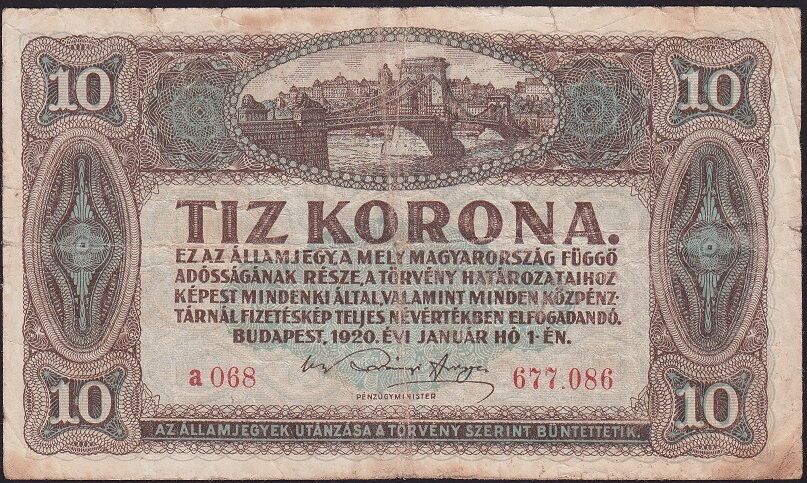 10 10
TIZ KORONA.
EZ AZ ÁLLAMJEGY, A MELY MAGYARORSZÁG FÜGGŐ
ADÓSSÁGÁNAK RÉSZE, A TÖRVÉNY HATÁROZATAIHOZ
KÉPEST MINDENKI ÁLTAL, VALAMINT MINDEN KÖZPÉNZ-
TÁRNÁL FIZETÉSKÉP TELJES NÉVÉRTÉKBEN ELFOGADANDÓ.
BUDAPEST, 1920. ÉVI JANUÁR HÓ 1-ÉN.
a 068 677.086
PÉNZÜGYMINISTER
10 10
AZ ÁLLAMJEGYEK UTÁNZÁSA A TÖRVÉNY SZERINT BÜNTETTETIK.